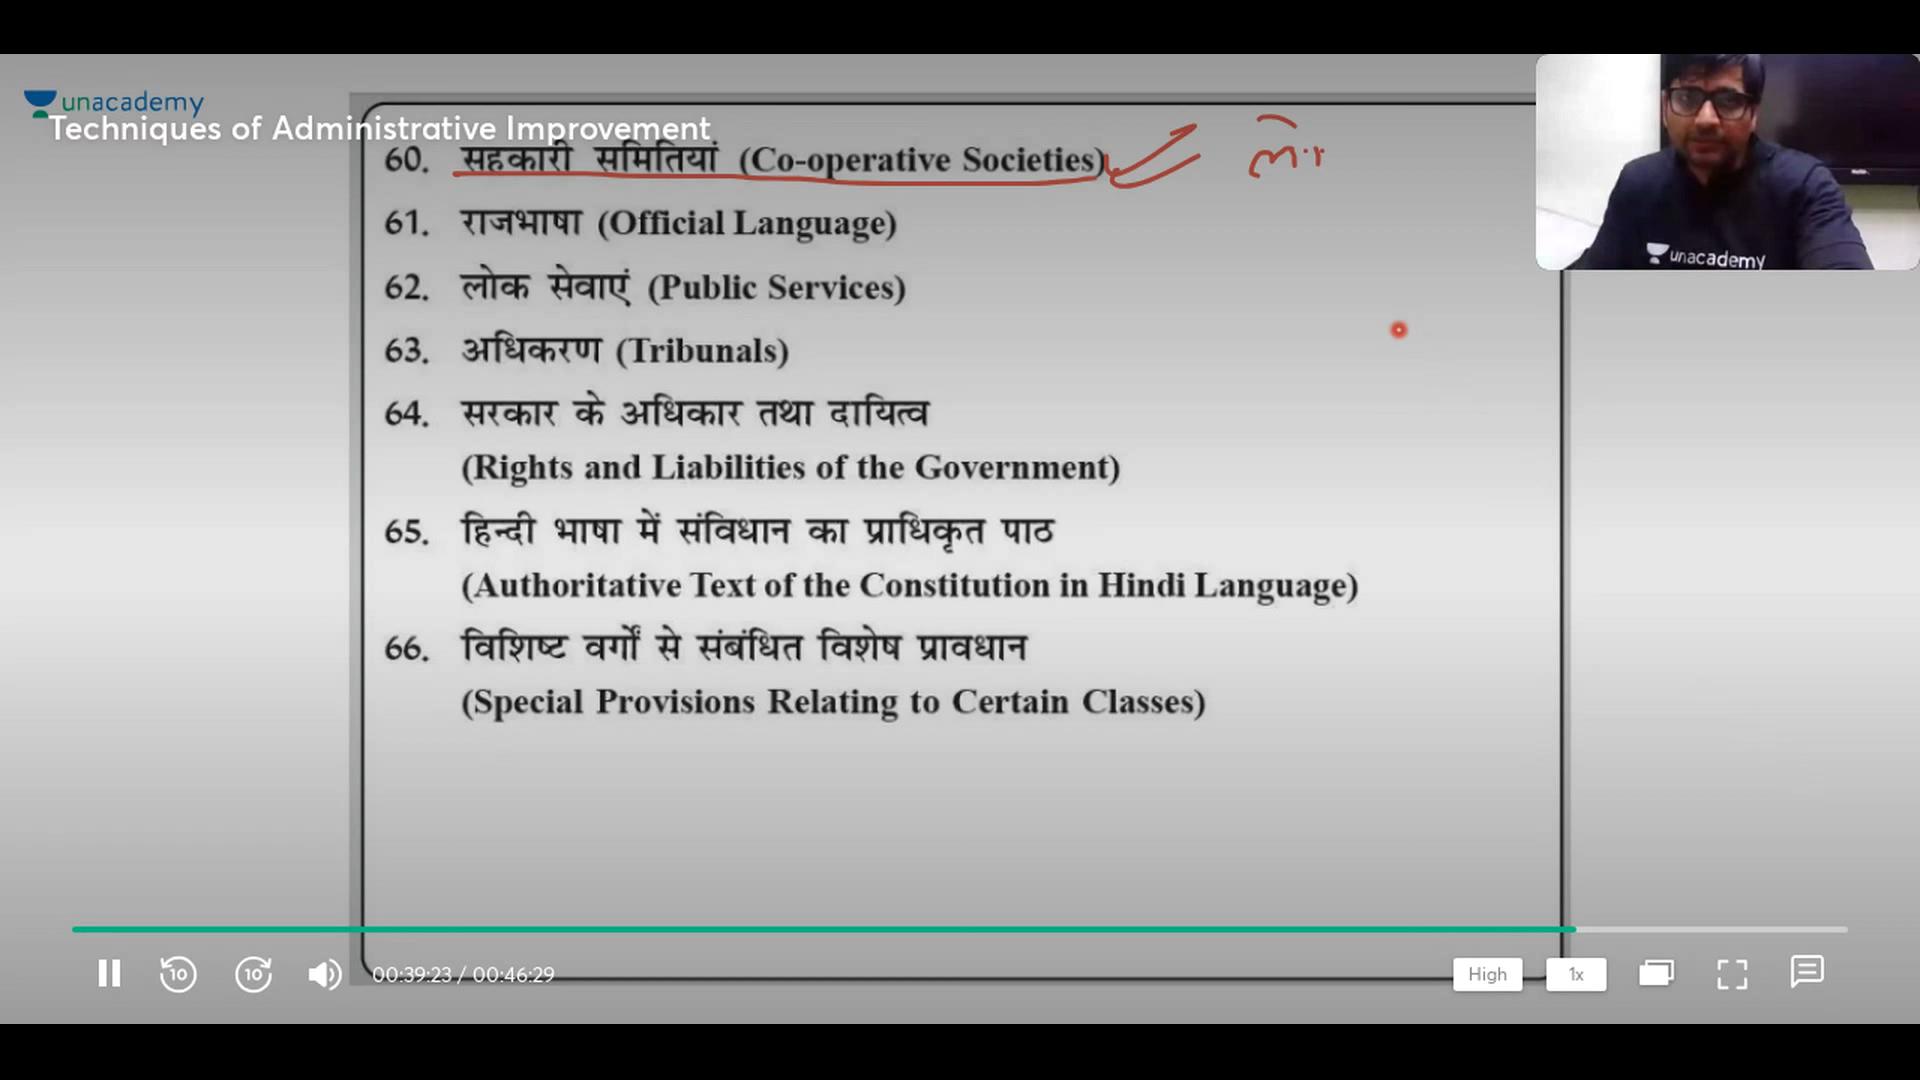 unacademy
Techniques of Administrative Improvement
60. सहकारी समितियां (Co-operative Societies)
61. राजभाषा (Official Language)
62. लोक सेवाएं (Public Services)
63. अधिकरण (Tribunals)
64. सरकार के अधिकार तथा दायित्व
(Rights and Liabilities of the Government)
65. हिन्दी भाषा में संविधान का प्राधिकृत पाठ
(Authoritative Text of the Constitution in Hindi Language)
66. विशिष्ट वर्गों से संबंधित विशेष प्रावधान
(Special Provisions Relating to Certain Classes)
unacademy
10
10
00:39:23 / 00:46:29
High
1x